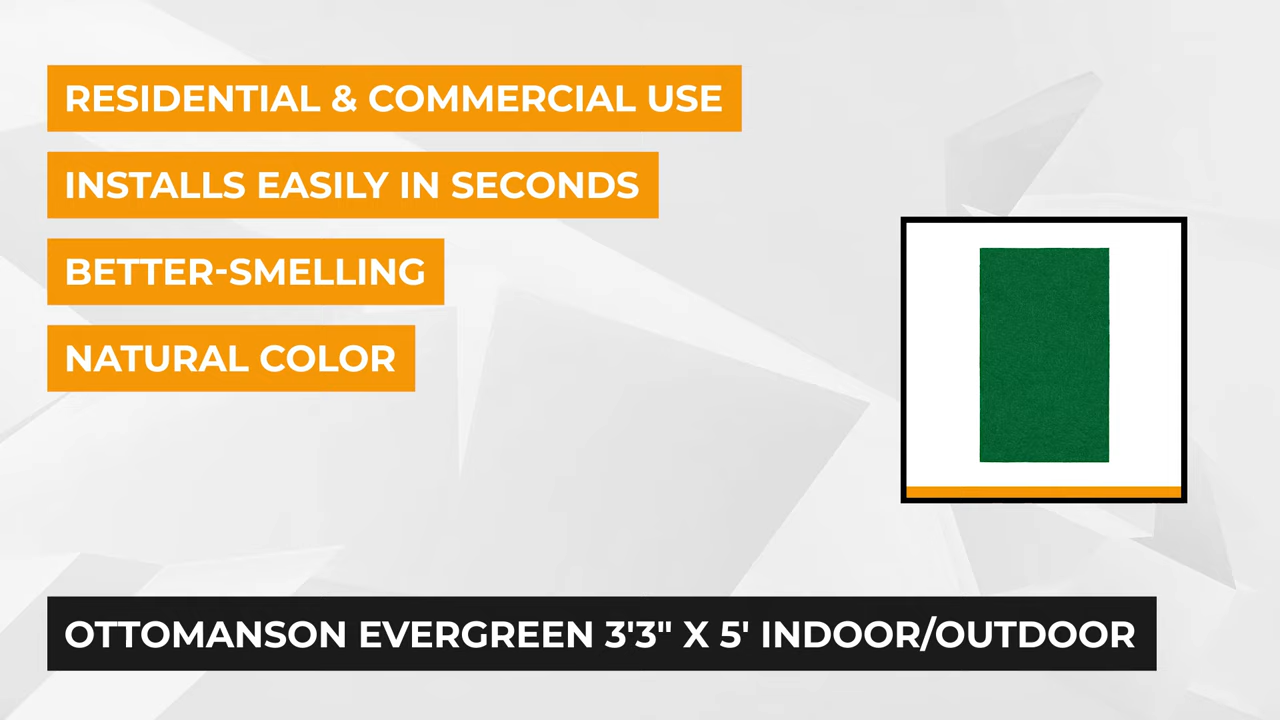 RESIDENTIAL & COMMERCIAL USE
INSTALLS EASILY IN SECONDS
BETTER-SMELLING
NATURAL COLOR
OTTOMANSON EVERGREEN 3'3" X 5' INDOOR/OUTDOOR